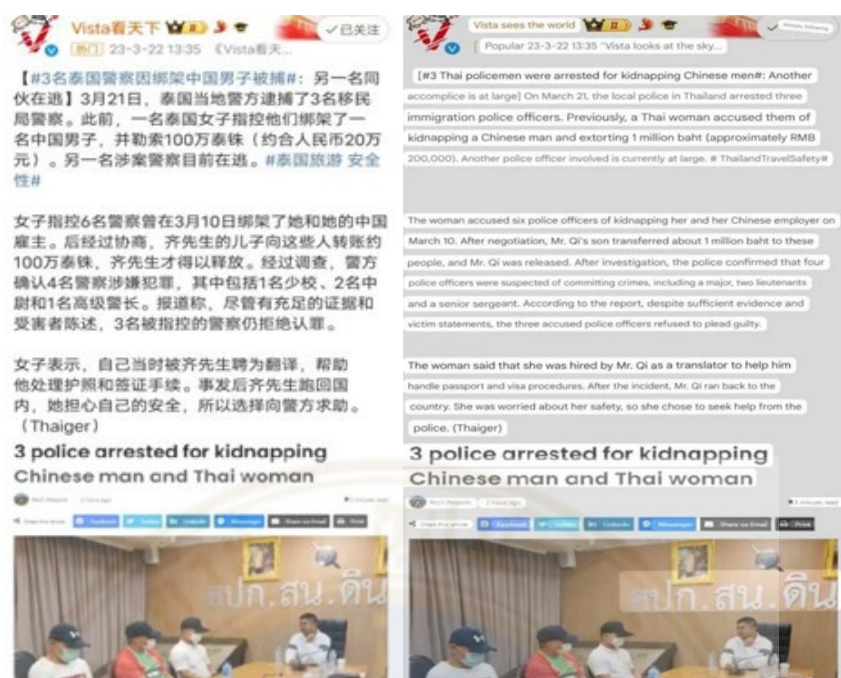 Vista看天下
已关注
热门 23-3-22 13:35 《Vista看天...
【#3名泰国警察因绑架中国男子被捕#：另一名同
伙在逃】3月21日，泰国当地警方逮捕了3名移民
局警察。此前，一名泰国女子指控他们绑架了一
名中国男子，并勒索100万泰铢（约合人民币20万
元）。另一名涉案警察目前在逃。#泰国旅游 安全
性#
女子指控6名警察曾在3月10日绑架了她和她的中国
雇主。后经过协商，齐先生的儿子向这些人转账约
100万泰铢，齐先生才得以释放。经过调查，警方
确认4名警察涉嫌犯罪，其中包括1名少校、2名中
尉和1名高级警长。报道称，尽管有充足的证据和
受害者陈述，3名被指控的警察仍拒绝认罪。
女子表示，自己当时被齐先生聘为翻译，帮助
他处理护照和签证手续。事发后齐先生跑回国
内，她担心自己的安全，所以选择向警方求助。
（Thaiger）
3 police arrested for kidnapping
Chinese man and Thai woman
2 hours ago
2 minutes read
Share this article Facebook Twitter LinkedIn Messenger Share via Email Print
สปก.สน.ดิน
Vista sees the world
Already following
Popular 23-3-22 13:35 "Vista looks at the sky...
[#3 Thai policemen were arrested for kidnapping Chinese men#: Another
accomplice is at large] On March 21, the local police in Thailand arrested three
immigration police officers. Previously, a Thai woman accused them of
kidnapping a Chinese man and extorting 1 million baht (approximately RMB
200,000). Another police officer involved is currently at large. # ThailandTravelSafety#
The woman accused six police officers of kidnapping her and her Chinese employer on
March 10. After negotiation, Mr. Qi's son transferred about 1 million baht to these
people, and Mr. Qi was released. After investigation, the police confirmed that four
police officers were suspected of committing crimes, including a major, two lieutenants
and a senior sergeant. According to the report, despite sufficient evidence and
victim statements, the three accused police officers refused to plead guilty.
The woman said that she was hired by Mr. Qi as a translator to help him
handle passport and visa procedures. After the incident, Mr. Qi ran back to the
country. She was worried about her safety, so she chose to seek help from the
police. (Thaiger)
3 police arrested for kidnapping
Chinese man and Thai woman
2 hours ago
2 minutes read
Share this article Facebook Twitter LinkedIn Messenger Share via Email Print
สปก.สน.ดิน